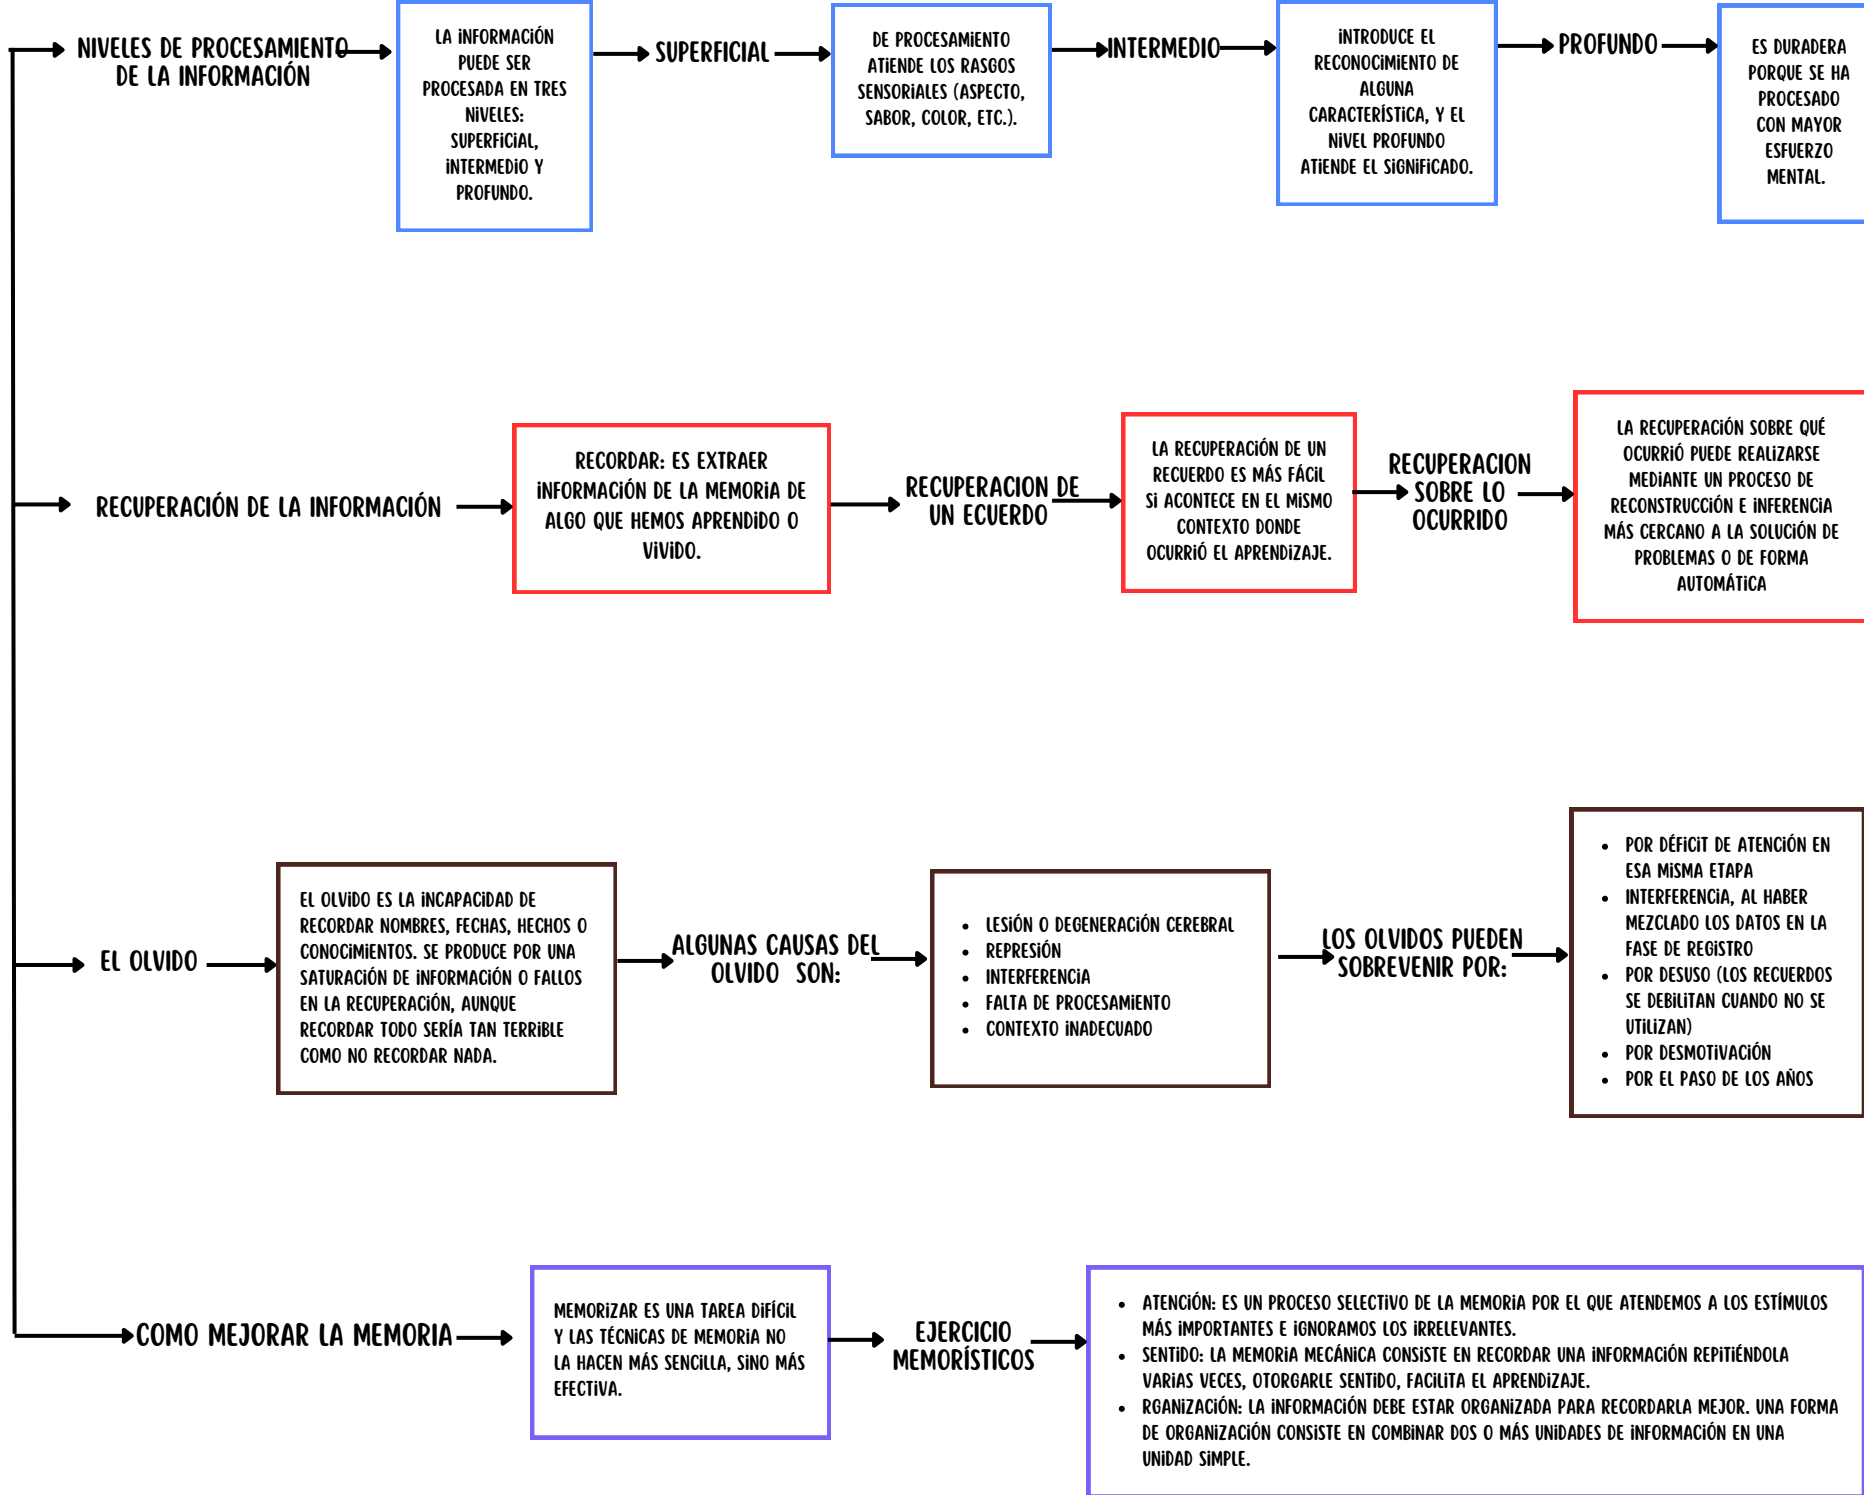 NIVELES DE PROCESAMIENTO
DE LA INFORMACIÓN
LA INFORMACIÓN
PUEDE SER
PROCESADA EN TRES
NIVELES:
SUPERFICIAL,
INTERMEDIO Y
PROFUNDO.
SUPERFICIAL
DE PROCESAMIENTO
ATIENDE LOS RASGOS
SENSORIALES (ASPECTO,
SABOR, COLOR, ETC.).
INTERMEDIO
INTRODUCE EL
RECONOCIMIENTO DE
ALGUNA
CARACTERÍSTICA, Y EL
NIVEL PROFUNDO
ATIENDE EL SIGNIFICADO.
PROFUNDO
ES DURADERA
PORQUE SE HA
PROCESADO
CON MAYOR
ESFUERZO
MENTAL.
RECUPERACIÓN DE LA INFORMACIÓN
RECORDAR: ES EXTRAER
INFORMACIÓN DE LA MEMORIA DE
ALGO QUE HEMOS APRENDIDO O
VIVIDO.
RECUPERACION DE
UN ECUERDO
LA RECUPERACIÓN DE UN
RECUERDO ES MÁS FÁCIL
SI ACONTECE EN EL MISMO
CONTEXTO DONDE
OCURRIÓ EL APRENDIZAJE.
RECUPERACION
SOBRE LO
OCURRIDO
LA RECUPERACIÓN SOBRE QUÉ
OCURRIÓ PUEDE REALIZARSE
MEDIANTE UN PROCESO DE
RECONSTRUCCIÓN E INFERENCIA
MÁS CERCANO A LA SOLUCIÓN DE
PROBLEMAS O DE FORMA
AUTOMÁTICA
EL OLVIDO
EL OLVIDO ES LA INCAPACIDAD DE
RECORDAR NOMBRES, FECHAS, HECHOS O
CONOCIMIENTOS. SE PRODUCE POR UNA
SATURACIÓN DE INFORMACIÓN O FALLOS
EN LA RECUPERACIÓN, AUNQUE
RECORDAR TODO SERÍA TAN TERRIBLE
COMO NO RECORDAR NADA.
ALGUNAS CAUSAS DEL
OLVIDO SON:
• LESIÓN O DEGENERACIÓN CEREBRAL
• REPRESIÓN
• INTERFERENCIA
• FALTA DE PROCESAMIENTO
• CONTEXTO INADECUADO
LOS OLVIDOS PUEDEN
SOBREVENIR POR:
• POR DÉFICIT DE ATENCIÓN EN
ESA MISMA ETAPA
• INTERFERENCIA, AL HABER
MEZCLADO LOS DATOS EN LA
FASE DE REGISTRO
• POR DESUSO (LOS RECUERDOS
SE DEBILITAN CUANDO NO SE
UTILIZAN)
• POR DESMOTIVACIÓN
• POR EL PASO DE LOS AÑOS
COMO MEJORAR LA MEMORIA
MEMORIZAR ES UNA TAREA DIFÍCIL
Y LAS TÉCNICAS DE MEMORIA NO
LA HACEN MÁS SENCILLA, SINO MÁS
EFECTIVA.
EJERCICIO
MEMORÍSTICOS
• ATENCIÓN: ES UN PROCESO SELECTIVO DE LA MEMORIA POR EL QUE ATENDEMOS A LOS ESTÍMULOS
MÁS IMPORTANTES E IGNORAMOS LOS IRRELEVANTES.
• SENTIDO: LA MEMORIA MECÁNICA CONSISTE EN RECORDAR UNA INFORMACIÓN REPITIÉNDOLA
VARIAS VECES, OTORGARLE SENTIDO, FACILITA EL APRENDIZAJE.
• RGANIZACIÓN: LA INFORMACIÓN DEBE ESTAR ORGANIZADA PARA RECORDARLA MEJOR. UNA FORMA
DE ORGANIZACIÓN CONSISTE EN COMBINAR DOS O MÁS UNIDADES DE INFORMACIÓN EN UNA
UNIDAD SIMPLE.